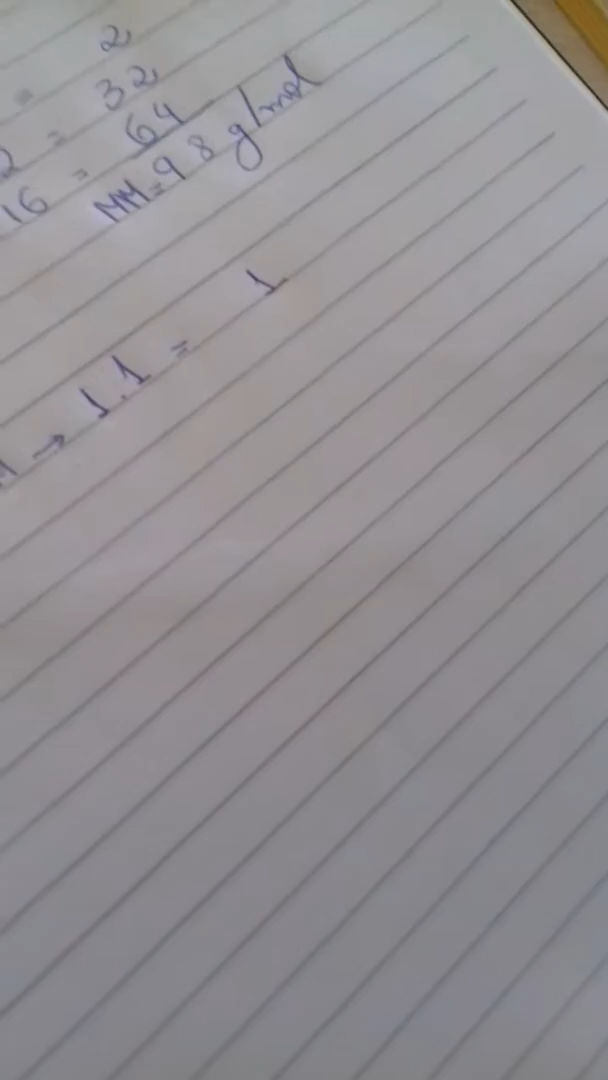 = 2
2 = 32
16 = 64
MM=98 g/mol
→ 1.1 = 1